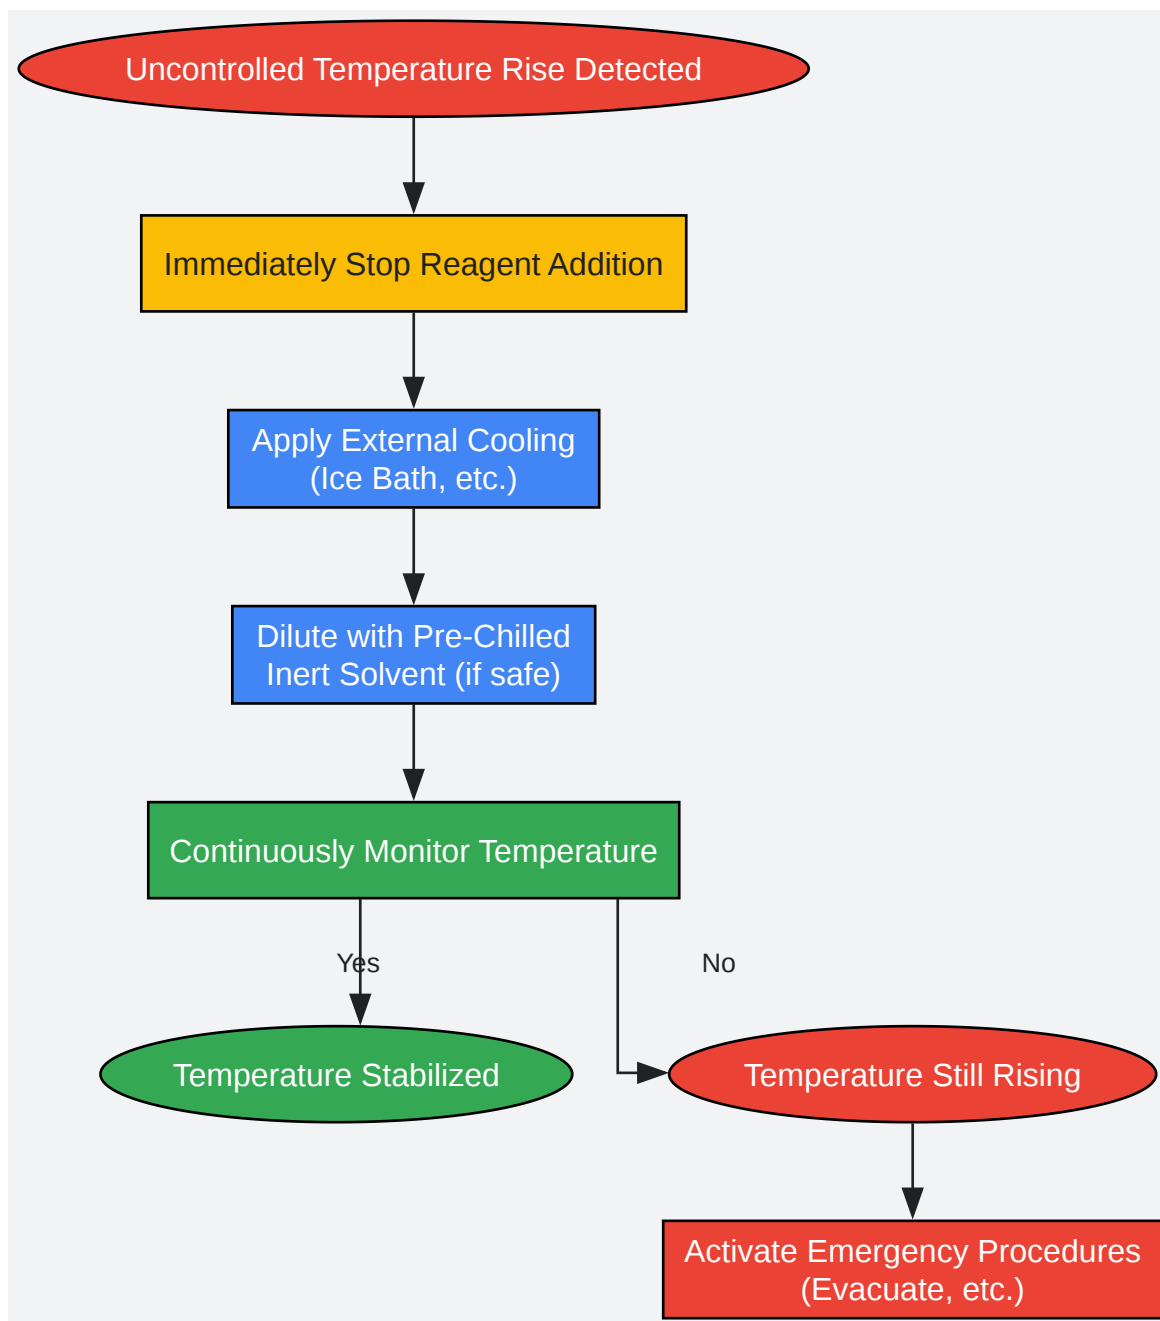 Uncontrolled Temperature Rise Detected
Immediately Stop Reagent Addition
Apply External Cooling
(Ice Bath, etc.)
Dilute with Pre-Chilled
Inert Solvent (if safe)
Continuously Monitor Temperature
Yes
No
Temperature Stabilized
Temperature Still Rising
Activate Emergency Procedures
(Evacuate, etc.)